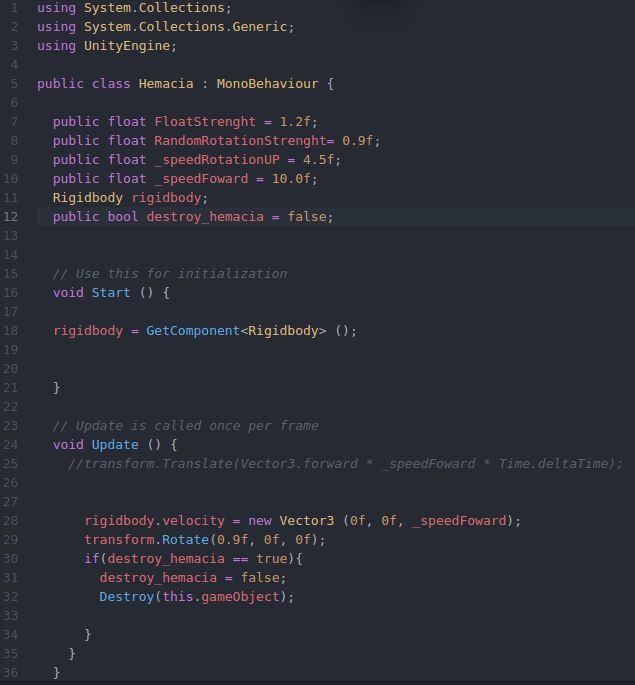 1 using System.Collections;
2 using System.Collections.Generic;
3 using UnityEngine;
4
5 public class Hemacia : MonoBehaviour {
6
7 public float FloatStrenght = 1.2f;
8 public float RandomRotationStrenght= 0.9f;
9 public float _speedRotationUP = 4.5f;
10 public float _speedFoward = 10.0f;
11 Rigidbody rigidbody;
12 public bool destroy_hemacia = false;
13
14
15 // Use this for initialization
16 void Start () {
17
18 rigidbody = GetComponent<Rigidbody> ();
19
20
21 }
22
23 // Update is called once per frame
24 void Update () {
25 //transform.Translate(Vector3.forward * _speedFoward * Time.deltaTime);
26
27
28 rigidbody.velocity = new Vector3 (0f, 0f, _speedFoward);
29 transform.Rotate(0.9f, 0f, 0f);
30 if(destroy_hemacia == true){
31 destroy_hemacia = false;
32 Destroy(this.gameObject);
33
34 }
35 }
36 }